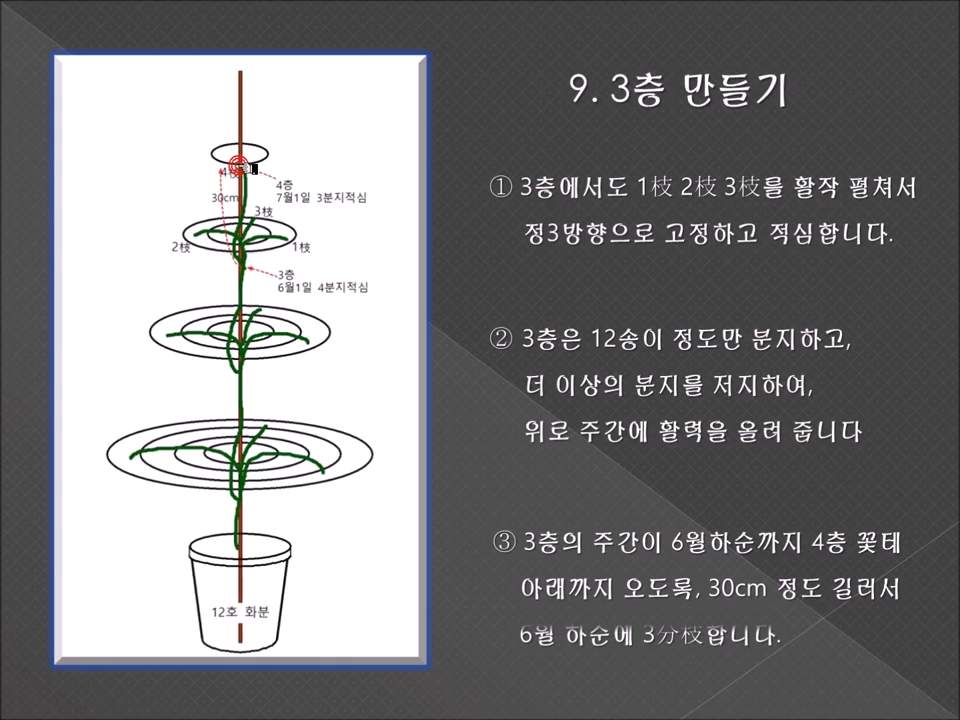 9. 3층 만들기
① 3층에서도 1枝 2枝 3枝를 활작 펼쳐서
정3방향으로 고정하고 적심합니다.
② 3층은 12송이 정도만 분지하고,
더 이상의 분지를 저지하여,
위로 주간에 활력을 올려 줍니다
③ 3층의 주간이 6월하순까지 4층 꽃테
아래까지 오도록, 30cm 정도 길러서
6월 하순에 3分枝합니다.
4층
7월1일 3분지적심
30cm
3枝
2枝
1枝
3층
6월1일 4분지적심
12호 화분